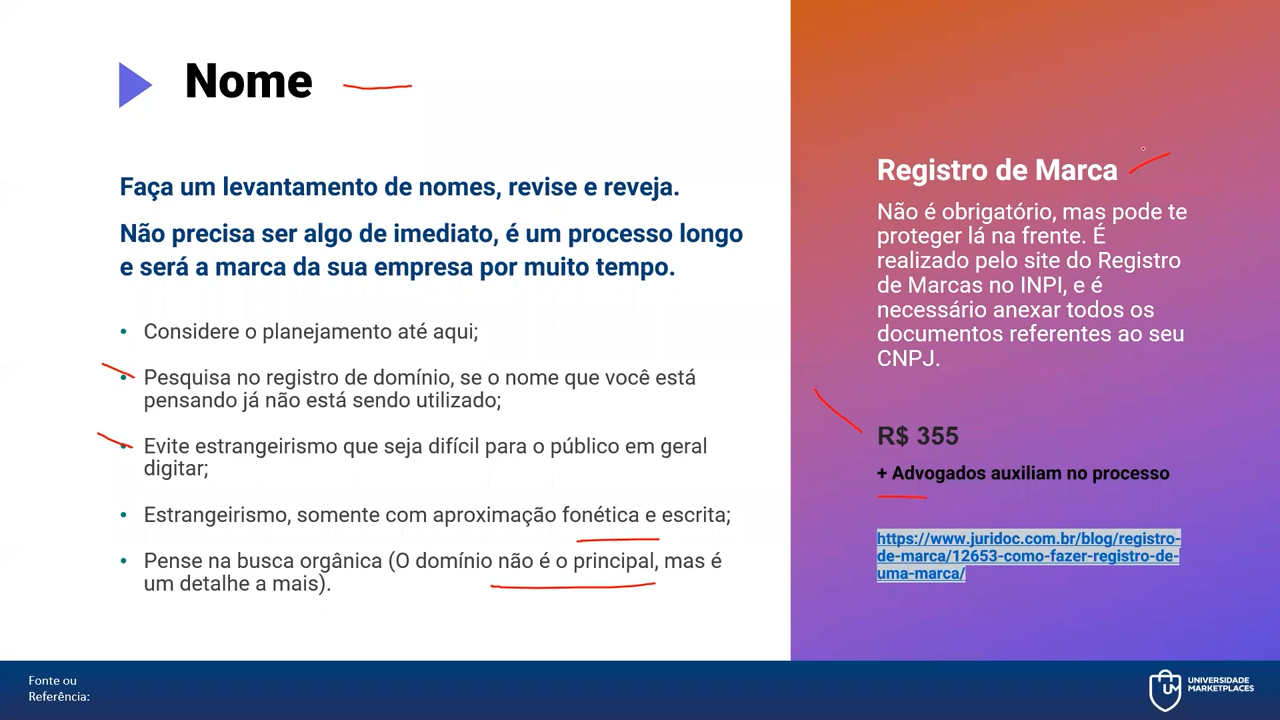 Nome
Faça um levantamento de nomes, revise e reveja.
Não precisa ser algo de imediato, é um processo longo
e será a marca da sua empresa por muito tempo.
• Considere o planejamento até aqui;
• Pesquisa no registro de domínio, se o nome que você está
pensando já não está sendo utilizado;
• Evite estrangeirismo que seja difícil para o público em geral
digitar;
• Estrangeirismo, somente com aproximação fonética e escrita;
• Pense na busca orgânica (O domínio não é o principal, mas é
um detalhe a mais).
Registro de Marca
Não é obrigatório, mas pode te
proteger lá na frente. É
realizado pelo site do Registro
de Marcas no INPI, e é
necessário anexar todos os
documentos referentes ao seu
CNPJ.
R$ 355
+ Advogados auxiliam no processo
https://www.juridoc.com.br/blog/registro-
de-marca/12653-como-fazer-registro-de-
uma-marca/
Fonte ou
Referência:
UM
UNIVERSIDADE
MARKETPLACES